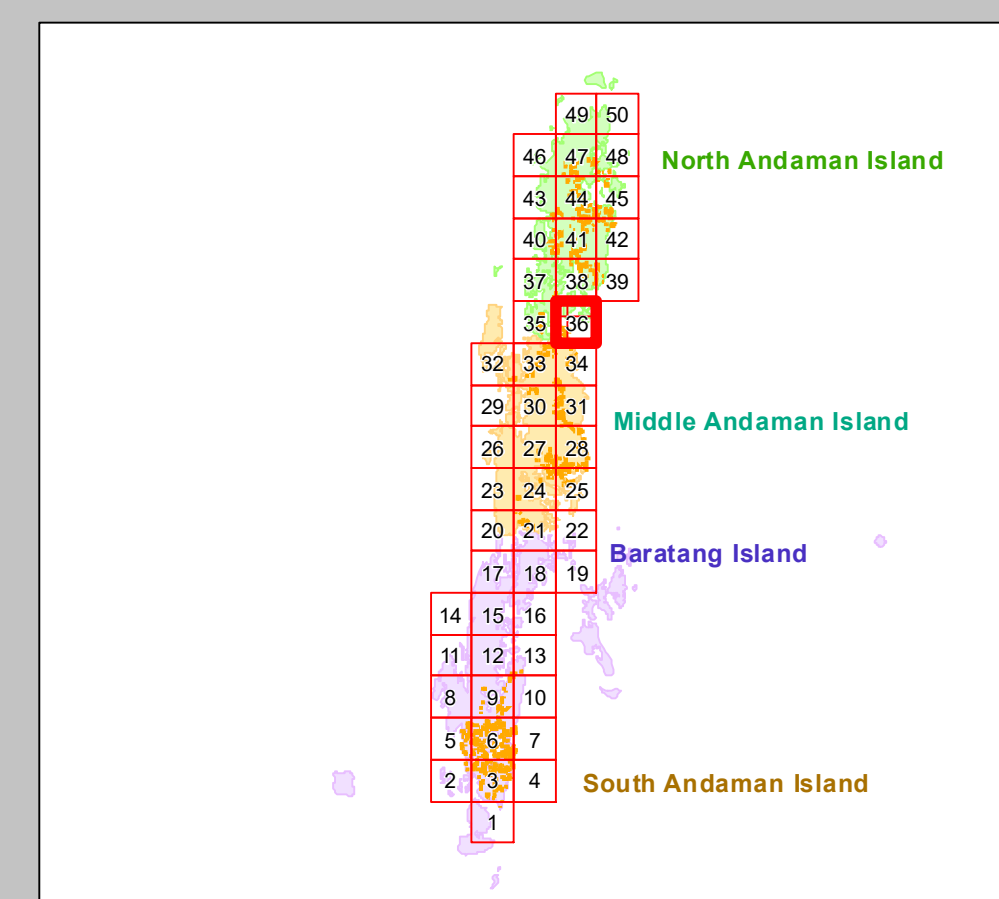 49 50
46 47 48
North Andaman Island
43 44 45
40 41 42
37 38 39
35 36
32 33 34
29 30 31
Middle Andaman Island
26 27 28
23 24 25
20 21 22
Baratang Island
17 18 19
14 15 16
11 12 13
8 9 10
5 6 7
2 3 4
South Andaman Island
1